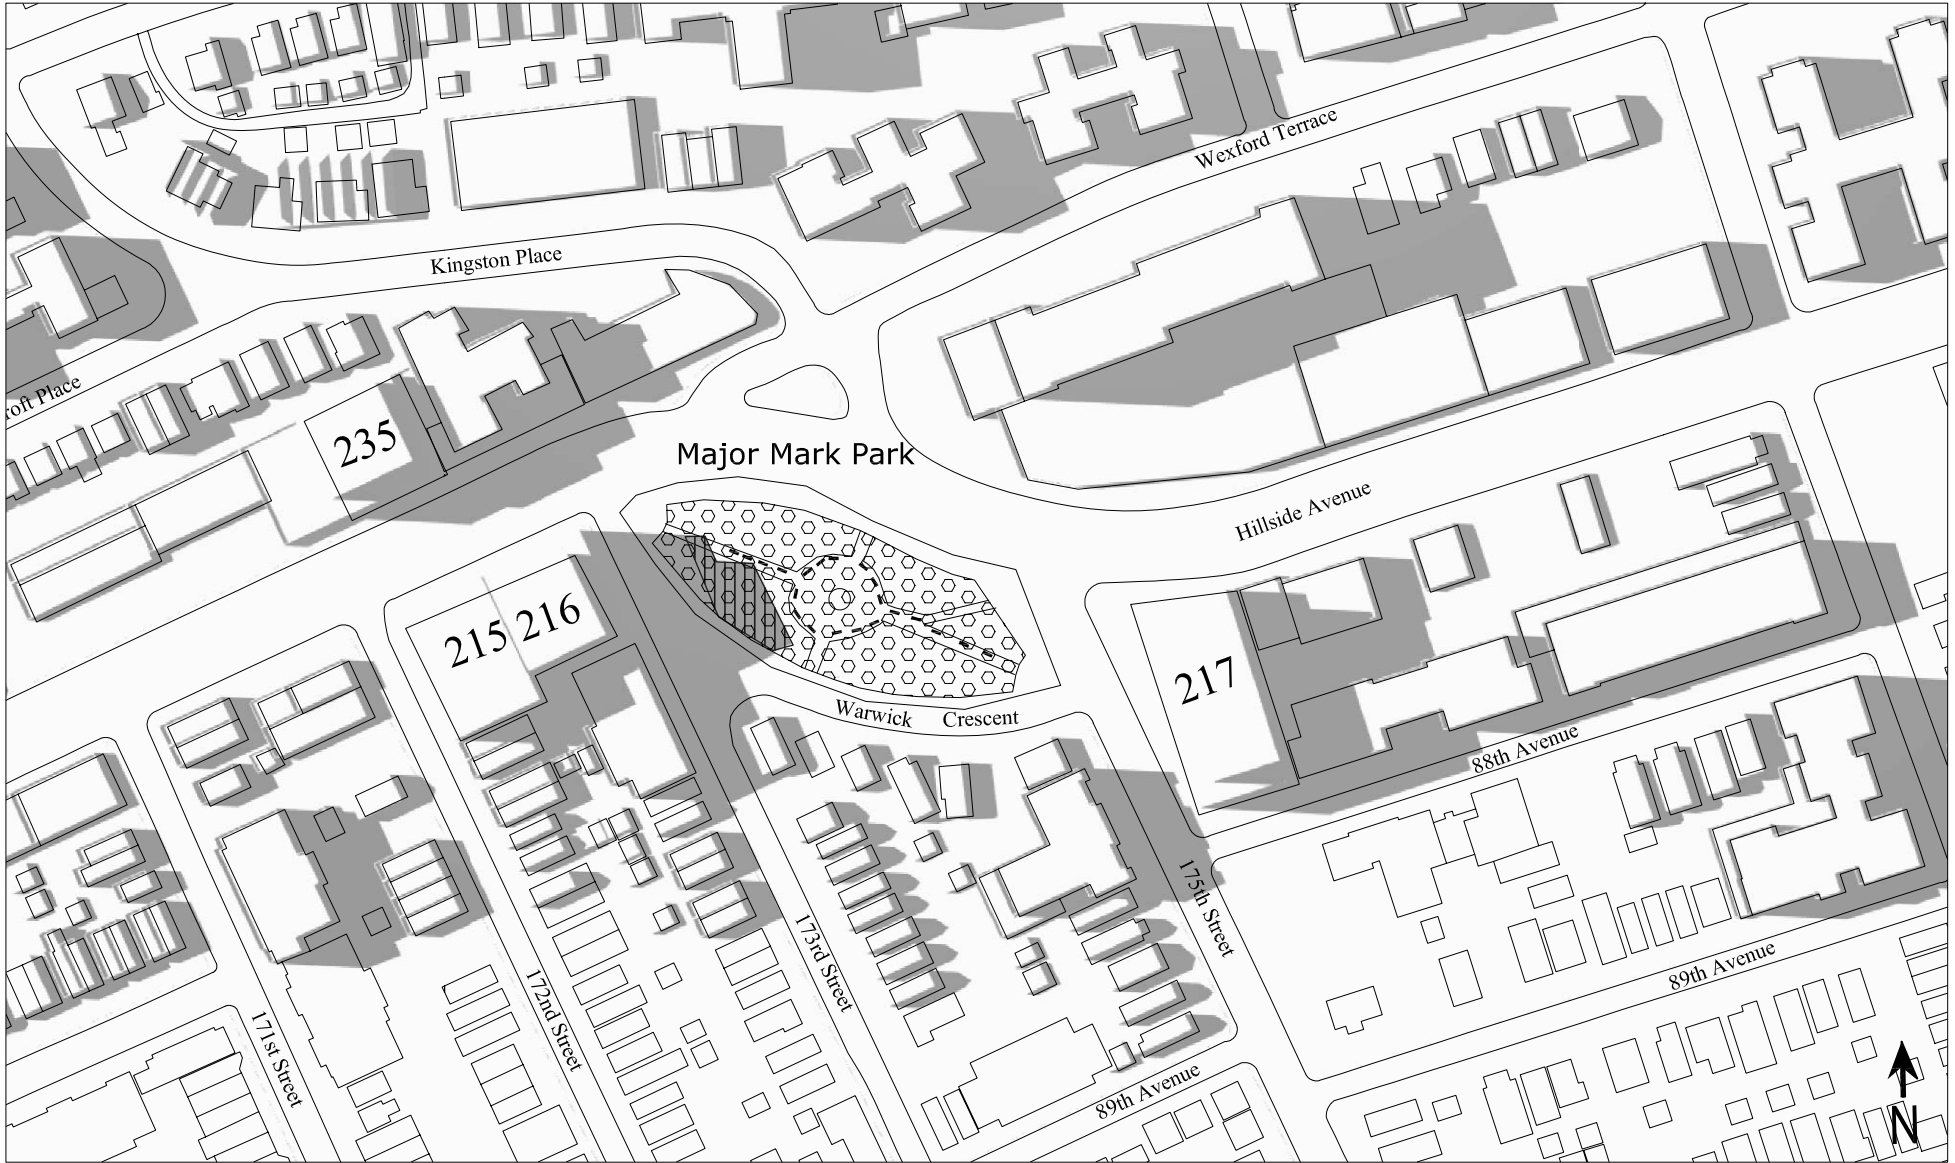 Wexford Terrace
Kingston Place
roft Place
235
Major Mark Park
Hillside Avenue
215
216
217
Warwick Crescent
88th Avenue
175th Street
173rd Street
172nd Street
171st Street
89th Avenue
89th Avenue
N